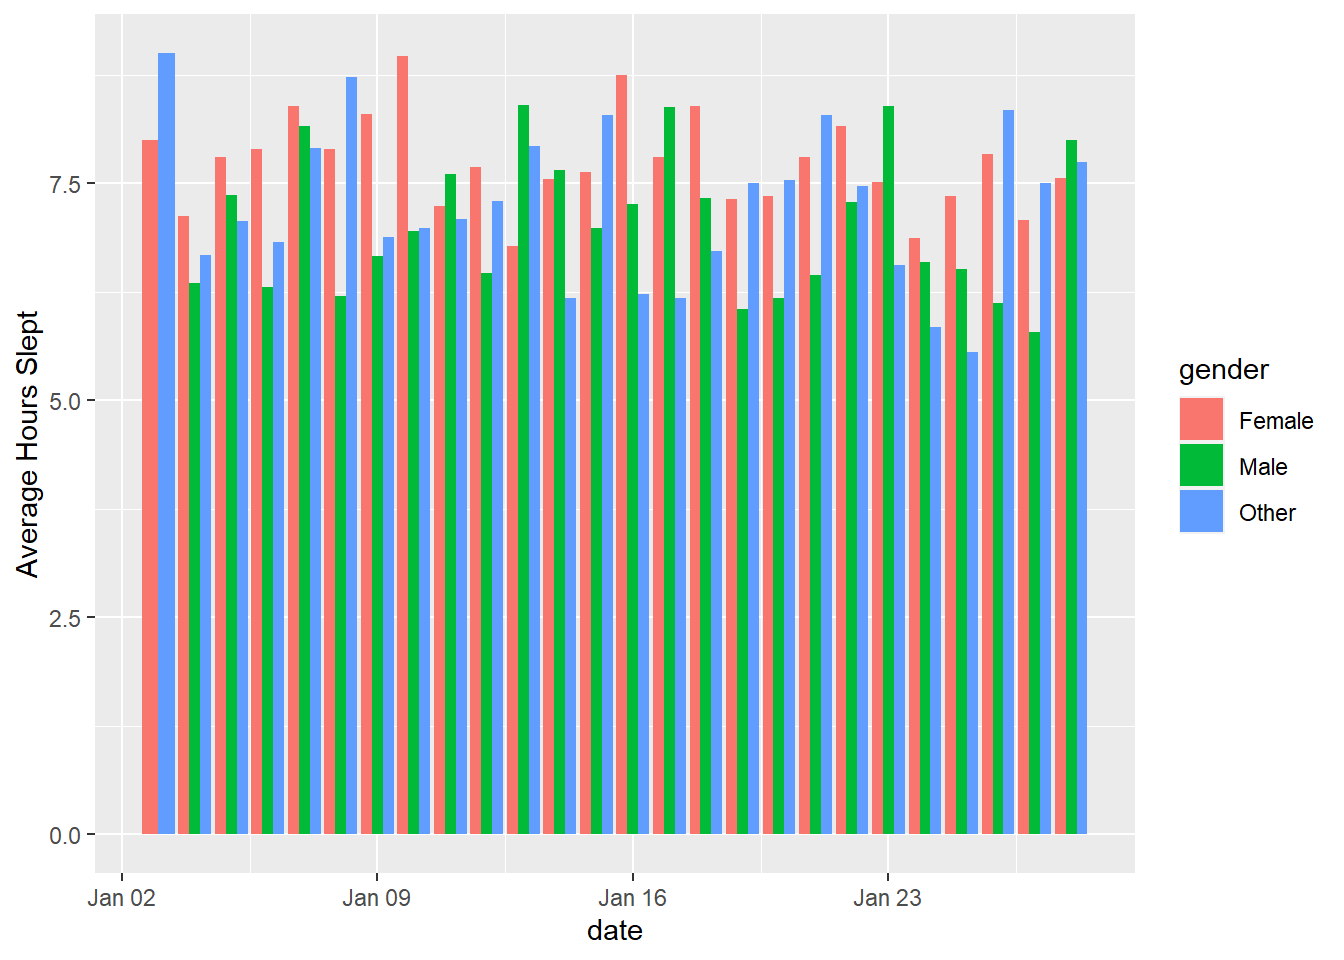 Average Hours Slept
7.5
5.0
2.5
0.0
Jan 02
Jan 09
Jan 16
Jan 23
date
gender
Female
Male
Other